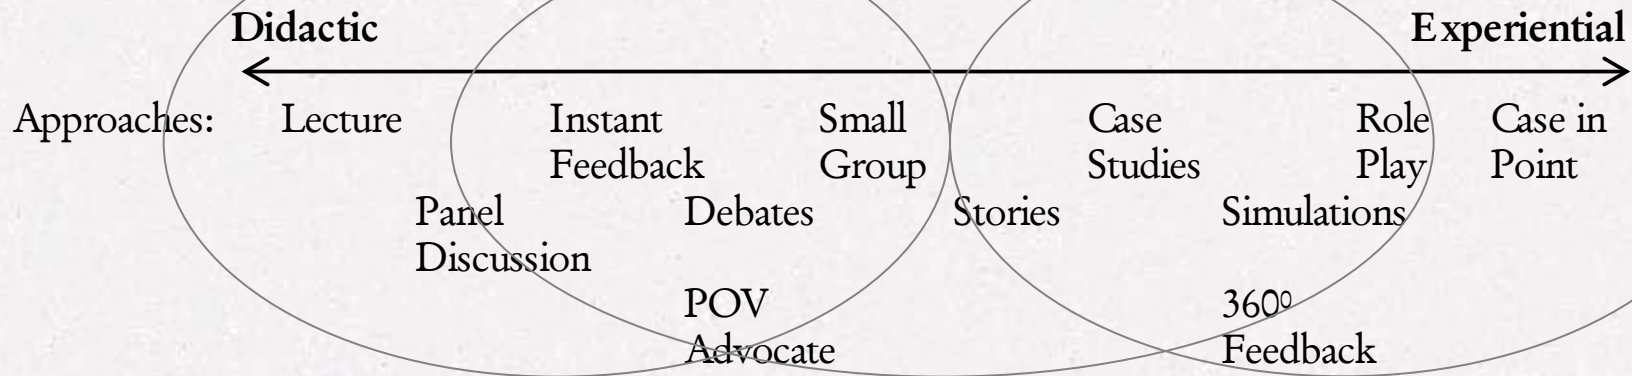 Didactic Experiential
Approaches: Lecture Instant Small Case Role Case in
Feedback Group Studies Play Point
Panel Debates Stories Simulations
Discussion
POV 360º
Advocate Feedback